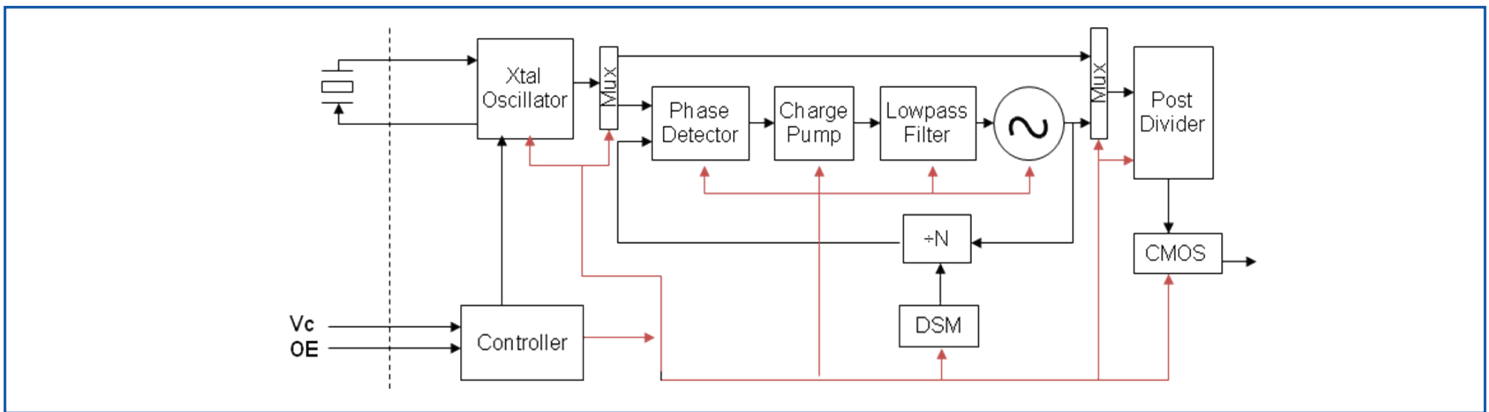 Xtal
Oscillator
Mux
Phase
Detector
Charge
Pump
Lowpass
Filter
Mux
Post
Divider
÷N
CMOS
DSM
Vc
OE
Controller